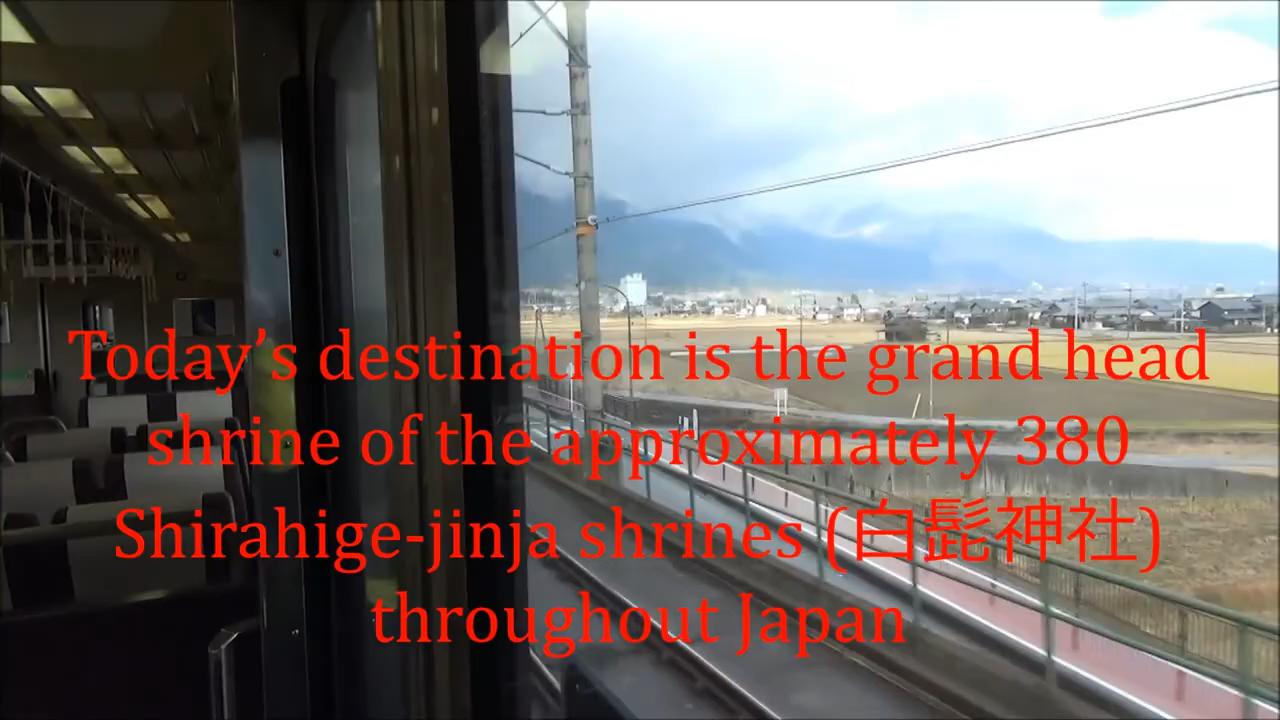 Today’s destination is the grand head
shrine of the approximately 380
Shirahige-jinja shrines (白髭神社)
throughout Japan